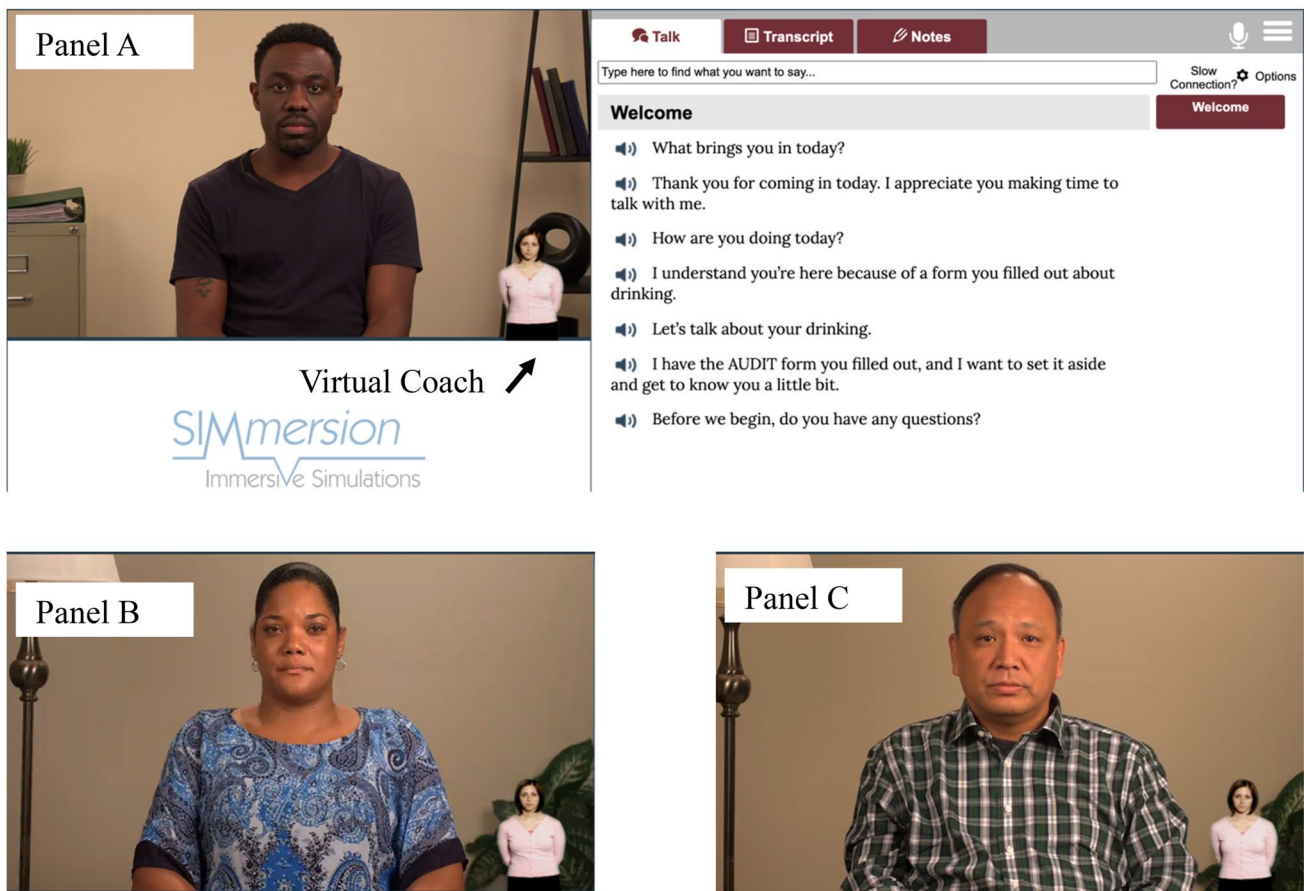 Panel A
Talk
Transcript
Notes
Type here to find what you want to say...
Slow
Connection?
Options
Welcome
Welcome
What brings you in today?
Thank you for coming in today. I appreciate you making time to
talk with me.
How are you doing today?
I understand you’re here because of a form you filled out about
drinking.
Let’s talk about your drinking.
I have the AUDIT form you filled out, and I want to set it aside
and get to know you a little bit.
Before we begin, do you have any questions?
Virtual Coach
SIMmersion
Immersive Simulations
Panel B
Panel C